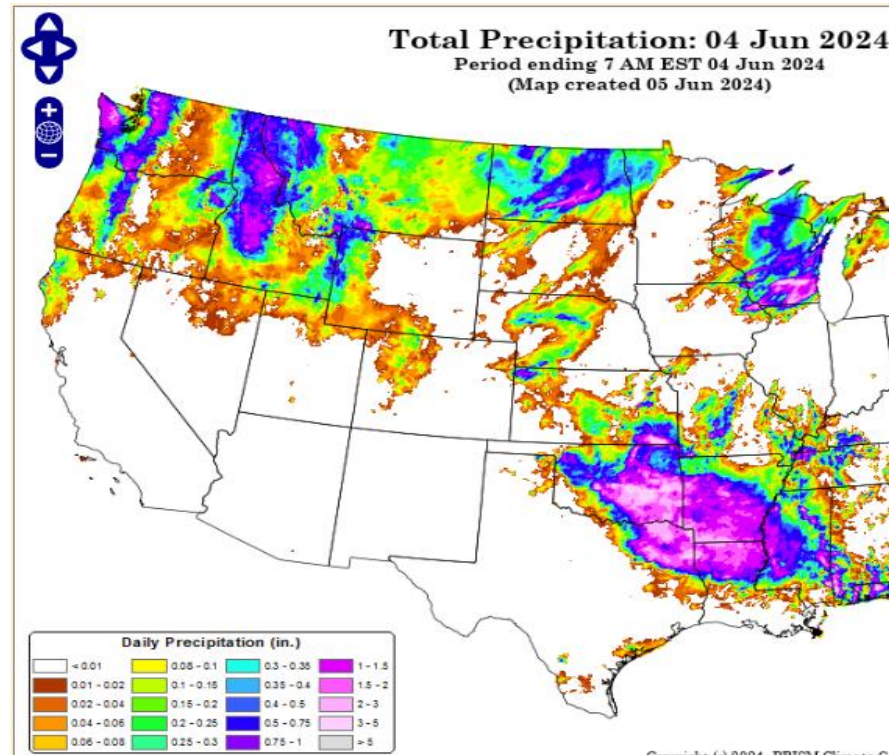 Total Precipitation: 04 Jun 2024
Period ending 7 AM EST 04 Jun 2024
(Map created 05 Jun 2024)
+
−
Daily Precipitation (in.)
< 0.01
0.01 - 0.02
0.02 - 0.04
0.04 - 0.06
0.06 - 0.08
0.08 - 0.1
0.1 - 0.15
0.15 - 0.2
0.2 - 0.25
0.25 - 0.3
0.3 - 0.35
0.35 - 0.4
0.4 - 0.5
0.5 - 0.75
0.75 - 1
1 - 1.5
1.5 - 2
2 - 3
3 - 5
> 5
Copyright (c) 2024, PRISM Climate